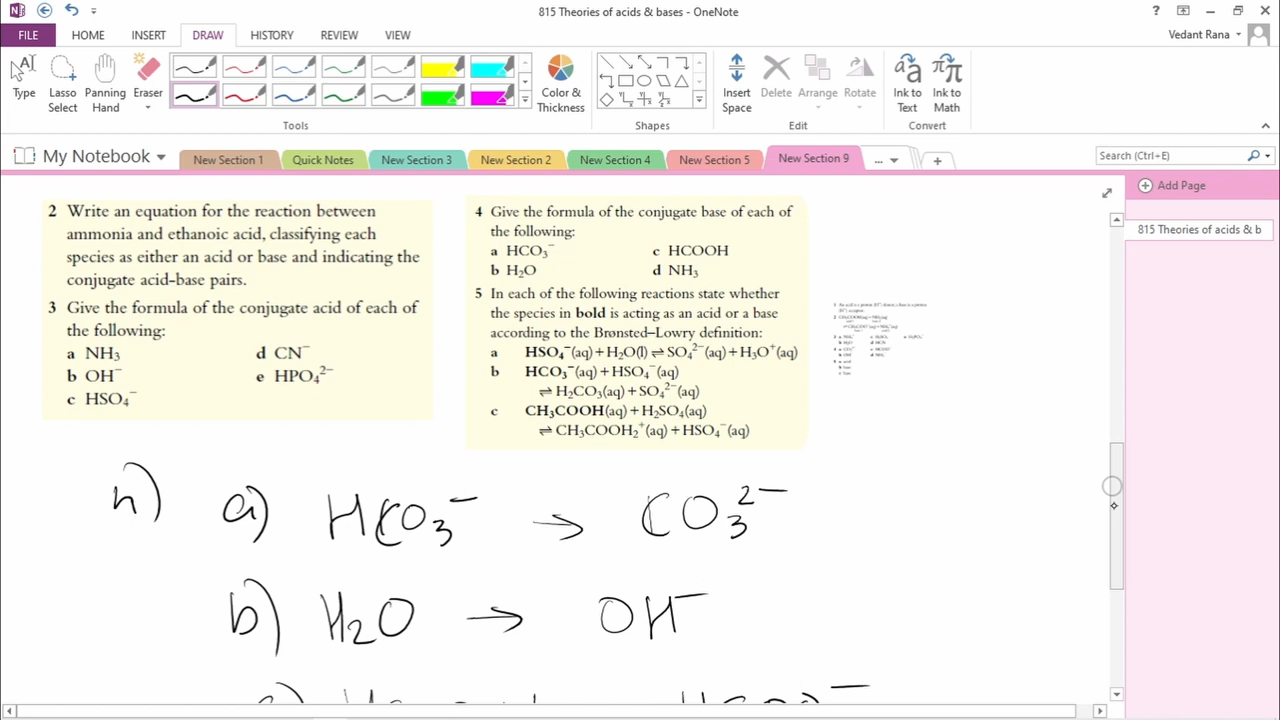 815 Theories of acids & bases - OneNote
FILE HOME INSERT DRAW HISTORY REVIEW VIEW
Vedant Rana
Type
Lasso Select
Panning Hand
Eraser
Color & Thickness
Insert Space
Delete
Arrange
Rotate
Ink to Text
Ink to Math
Tools
Shapes
Edit
Convert
My Notebook
New Section 1
Quick Notes
New Section 3
New Section 2
New Section 4
New Section 5
New Section 9
...
Search (Ctrl+E)
Add Page
815 Theories of acids & b
2 Write an equation for the reaction between
ammonia and ethanoic acid, classifying each
species as either an acid or base and indicating the
conjugate acid-base pairs.
3 Give the formula of the conjugate acid of each of
the following:
a NH₃ d CN⁻
b OH⁻ e HPO₄²⁻
c HSO₄⁻
4 Give the formula of the conjugate base of each of
the following:
a HCO₃⁻ c HCOOH
b H₂O d NH₃
5 In each of the following reactions state whether
the species in bold is acting as an acid or a base
according to the Brønsted–Lowry definition:
a HSO₄⁻(aq) + H₂O(l) ⇌ SO₄²⁻(aq) + H₃O⁺(aq)
b HCO₃⁻(aq) + HSO₄⁻(aq)
⇌ H₂CO₃(aq) + SO₄²⁻(aq)
c CH₃COOH(aq) + H₂SO₄(aq)
⇌ CH₃COOH₂⁺(aq) + HSO₄⁻(aq)
a) HCO₃⁻ → CO₃²⁻
b) H₂O → OH⁻